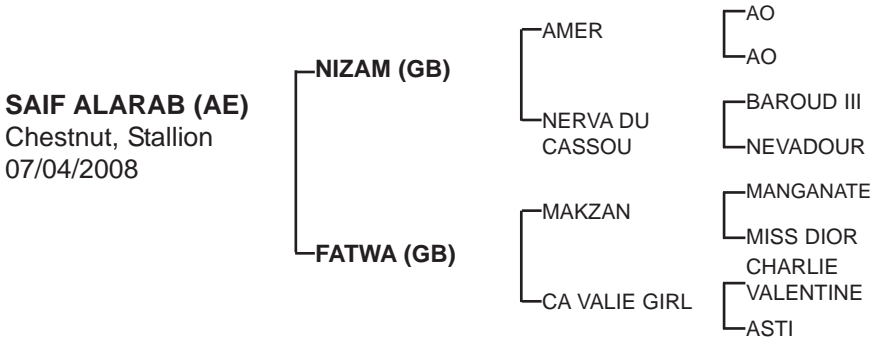 SAIF ALARAB (AE)
Chestnut, Stallion
07/04/2008
NIZAM (GB)
FATWA (GB)
AMER
NERVA DU
CASSOU
MAKZAN
CA VALIE GIRL
AO
AO
BAROUD III
NEVADOUR
MANGANATE
MISS DIOR
CHARLIE
VALENTINE
ASTI